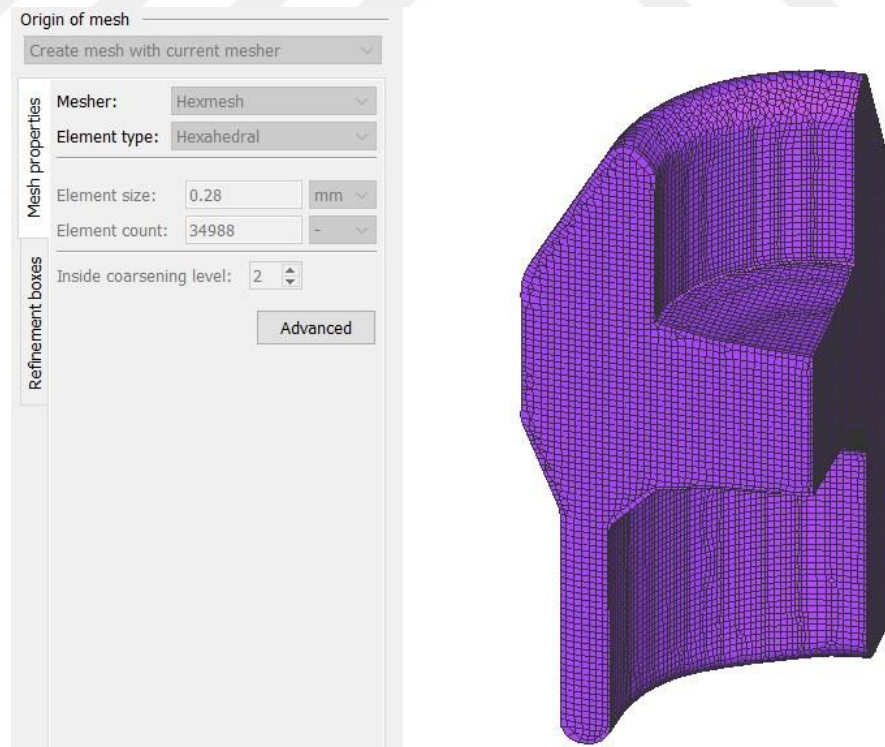 Origin of mesh
Create mesh with current mesher
Mesh properties
Refinement boxes
Mesher: Hexmesh
Element type: Hexahedral
Element size: 0.28 mm
Element count: 34988 -
Inside coarsening level: 2
Advanced